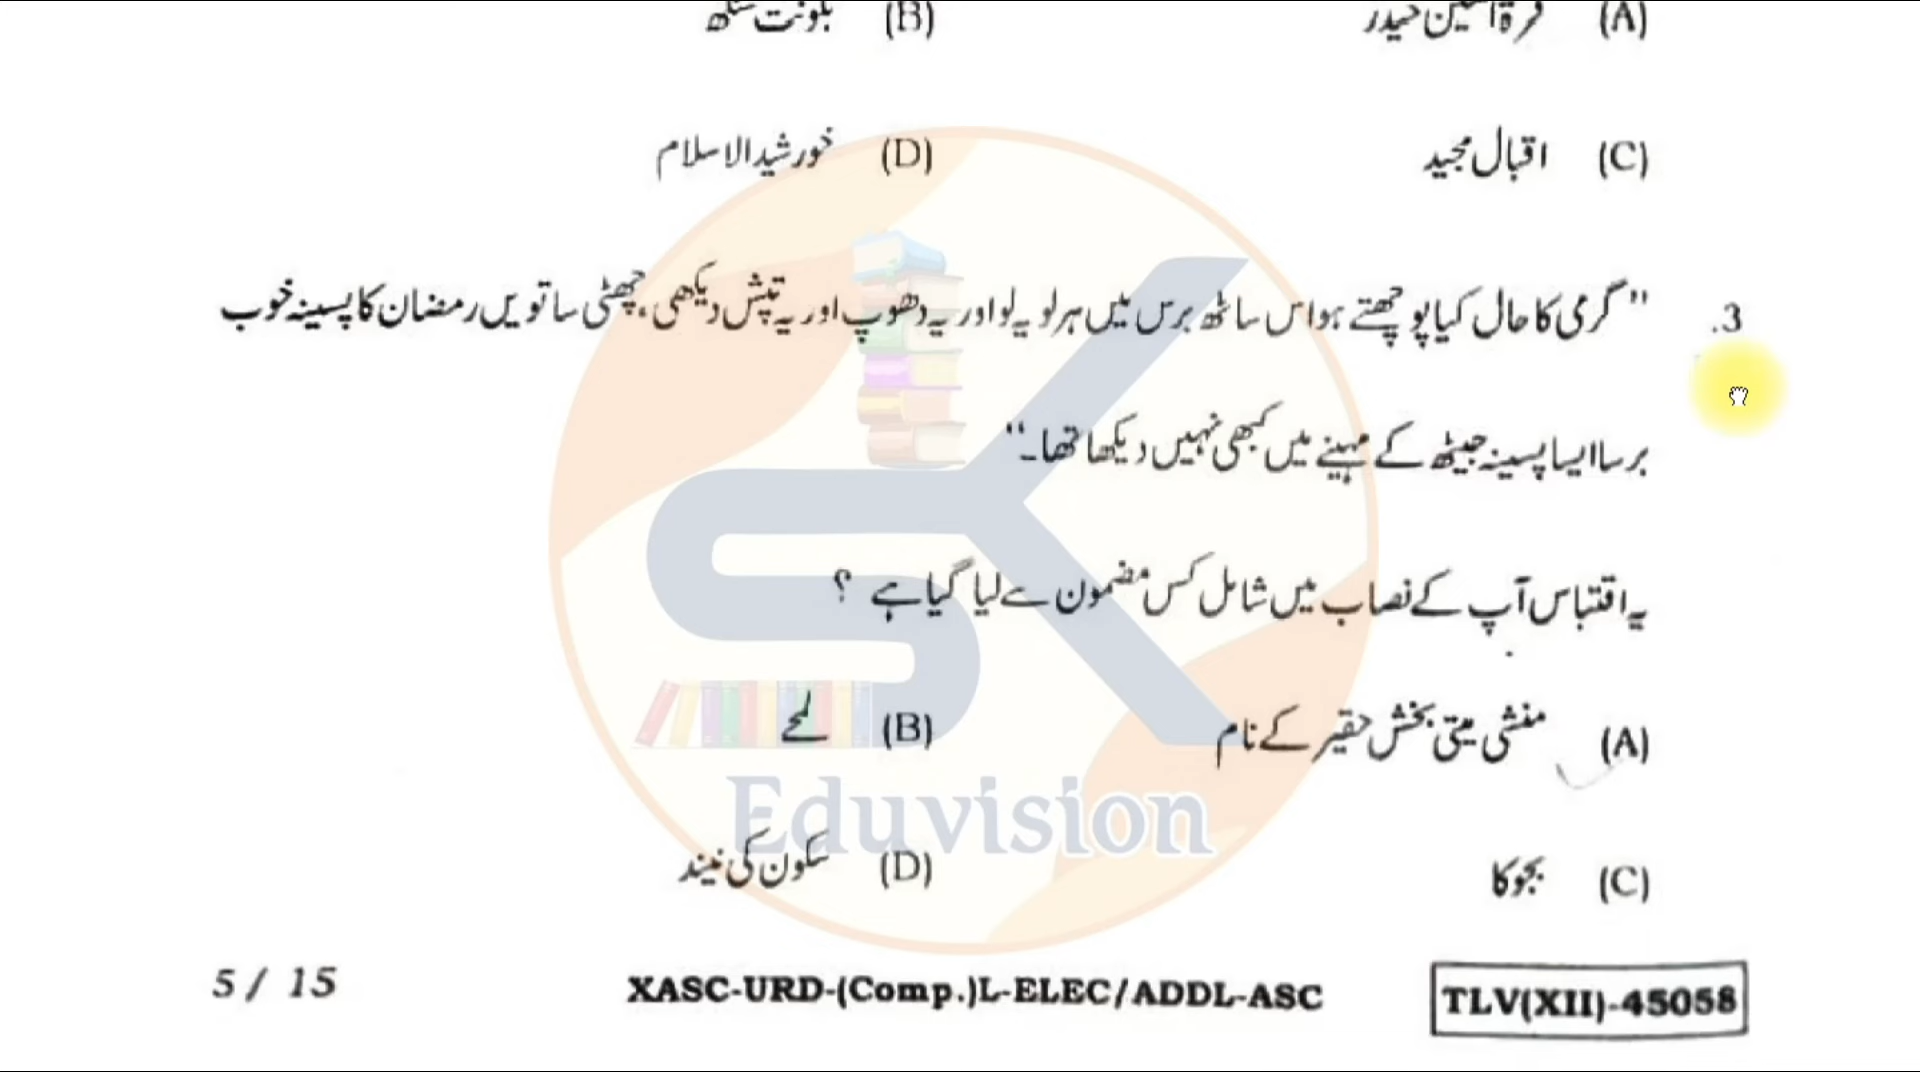 (A) قرۃ العین حیدر (B) بلونت سنگھ
(C) اقبال مجید (D) خورشید الاسلام
3. "گرمی کا حال کیا پوچھتے ہو اس ساٹھ برس میں ہر لو یہ لو اور یہ دھوپ اور یہ تپش دیکھی، چھٹی ساتویں رمضان کا پسینہ خوب
برسا ایسا پسینہ جیٹھ کے مہینے میں کبھی نہیں دیکھا تھا۔"
یہ اقتباس آپ کے نصاب میں شامل کس مضمون سے لیا گیا ہے ؟
(A) منشی میتی بخش حقیر کے نام (B) لمحے
(C) بجوکا (D) سکون کی نیند
SK
Eduvision
5 / 15 XASC-URD-(Comp.)L-ELEC/ADDL-ASC TLV(XII)-45058